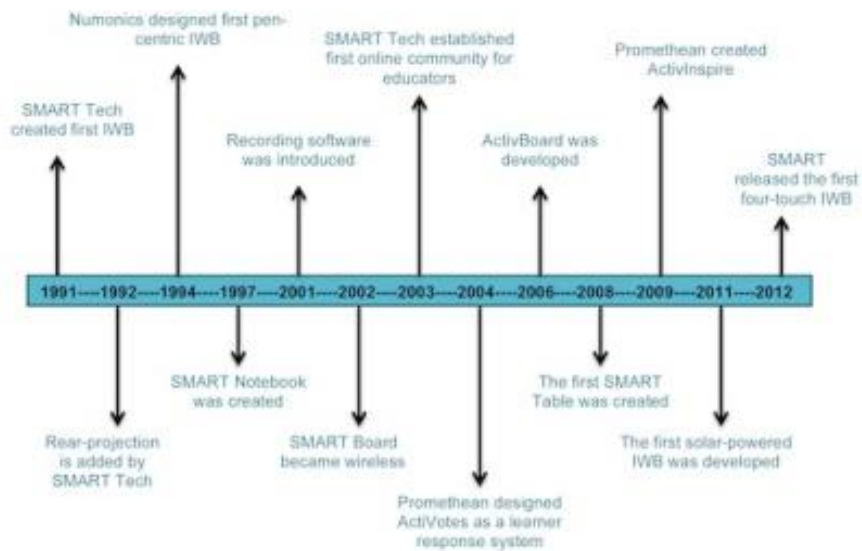 Numonics designed first pen-
centric IWB
SMART Tech established
first online community for
educators
Promethean created
ActivInspire
SMART Tech
created first IWB
Recording software
was introduced
ActivBoard was
developed
SMART
released the first
four-touch IWB
1991----1992----1994----1997----2001----2002----2003----2004----2006----2008----2009----2011----2012
SMART Notebook
was created
The first SMART
Table was created
Rear-projection
is added by
SMART Tech
SMART Board
became wireless
The first solar-powered
IWB was developed
Promethean designed
ActiVotes as a learner
response system